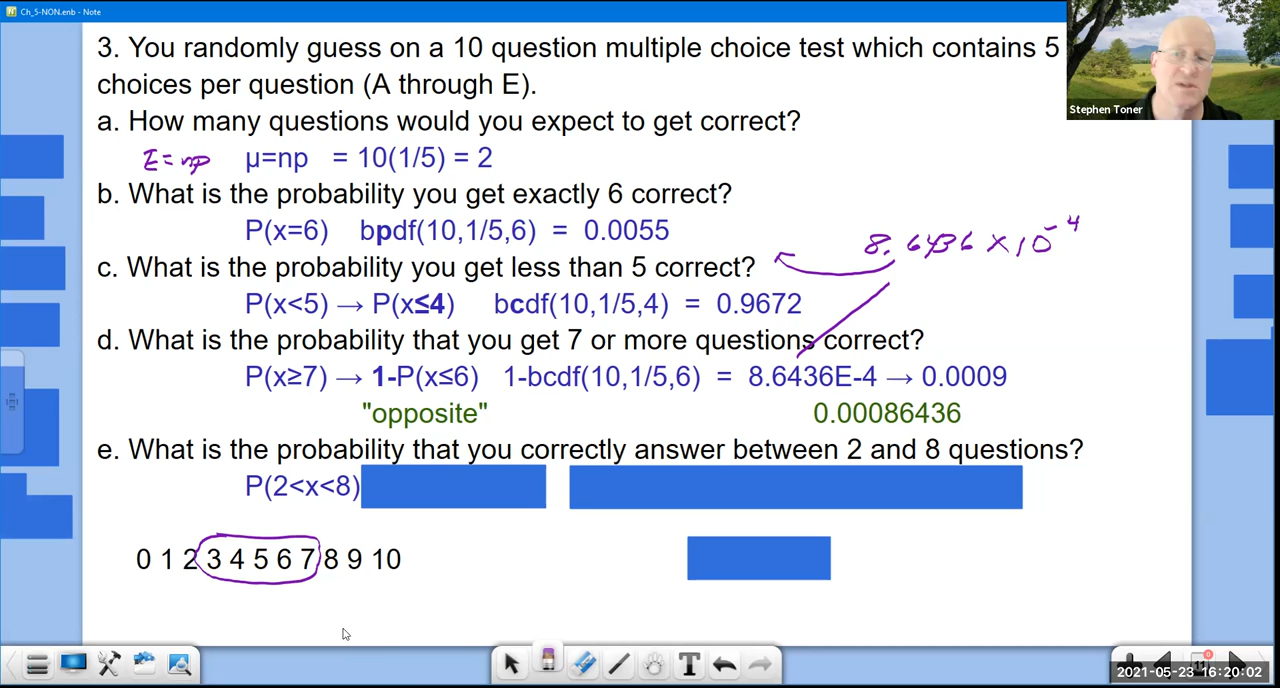 Ch_5-NON.enb - Note
3. You randomly guess on a 10 question multiple choice test which contains 5
choices per question (A through E).
Stephen Toner
a. How many questions would you expect to get correct?
E = np μ=np = 10(1/5) = 2
b. What is the probability you get exactly 6 correct?
P(x=6) bpdf(10,1/5,6) = 0.0055
8.6436 x 10^-4
c. What is the probability you get less than 5 correct?
P(x<5) → P(x≤4) bcdf(10,1/5,4) = 0.9672
d. What is the probability that you get 7 or more questions correct?
P(x≥7) → 1-P(x≤6) 1-bcdf(10,1/5,6) = 8.6436E-4 → 0.0009
"opposite" 0.00086436
e. What is the probability that you correctly answer between 2 and 8 questions?
P(2<x<8)
0 1 2 3 4 5 6 7 8 9 10
2021-05-23 16:20:02